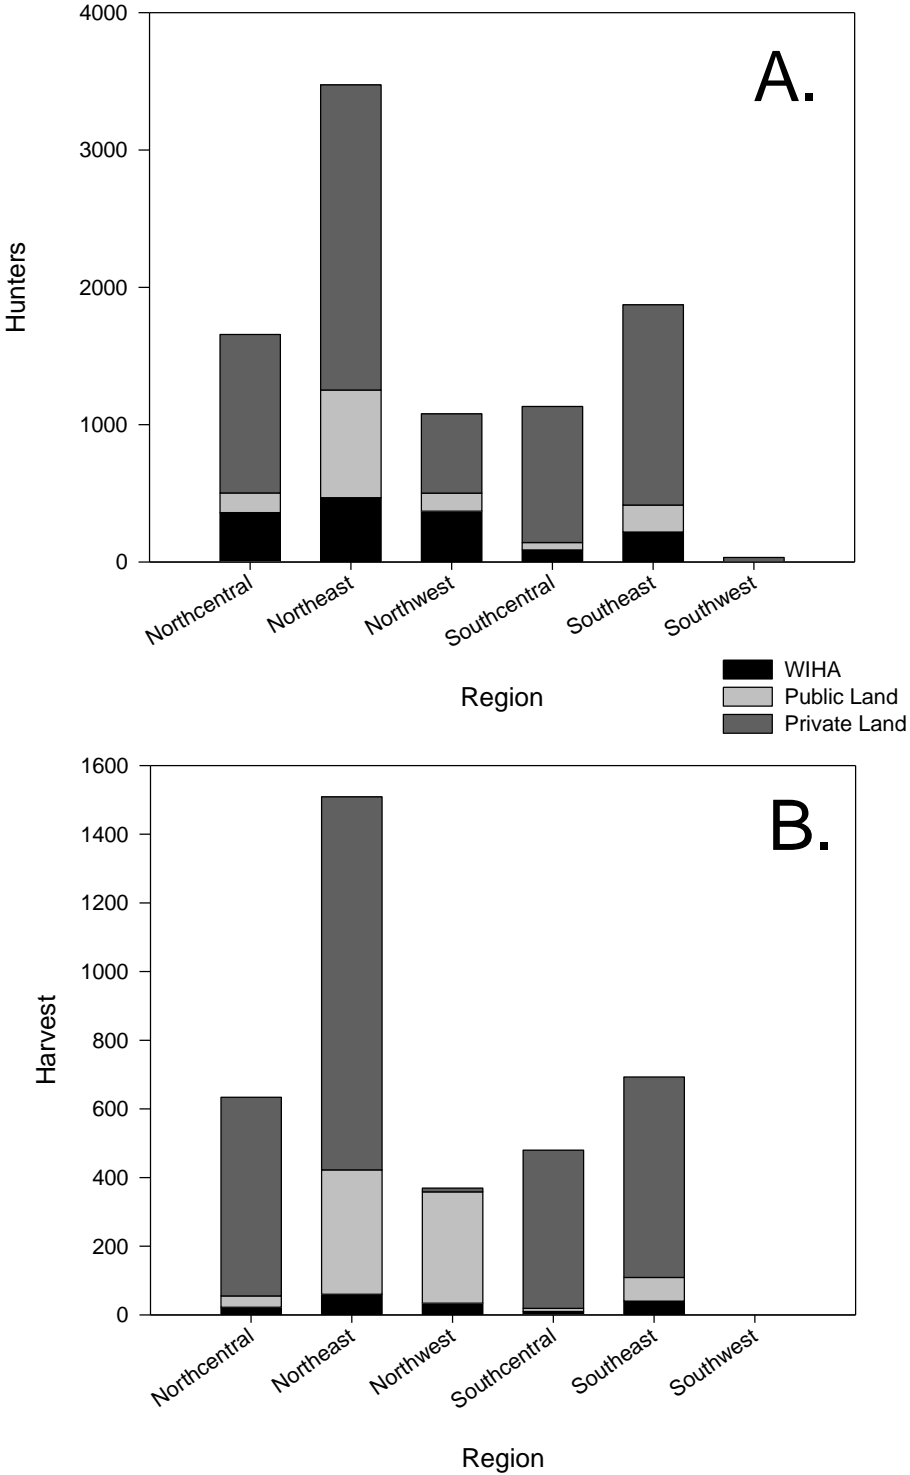 4000
A.
3000
Hunters
2000
1000
0
Northcentral
Northeast
Northwest
Southcentral
Southeast
Southwest
Region
WIHA
Public Land
Private Land
1600
B.
1400
1200
1000
Harvest
800
600
400
200
0
Northcentral
Northeast
Northwest
Southcentral
Southeast
Southwest
Region